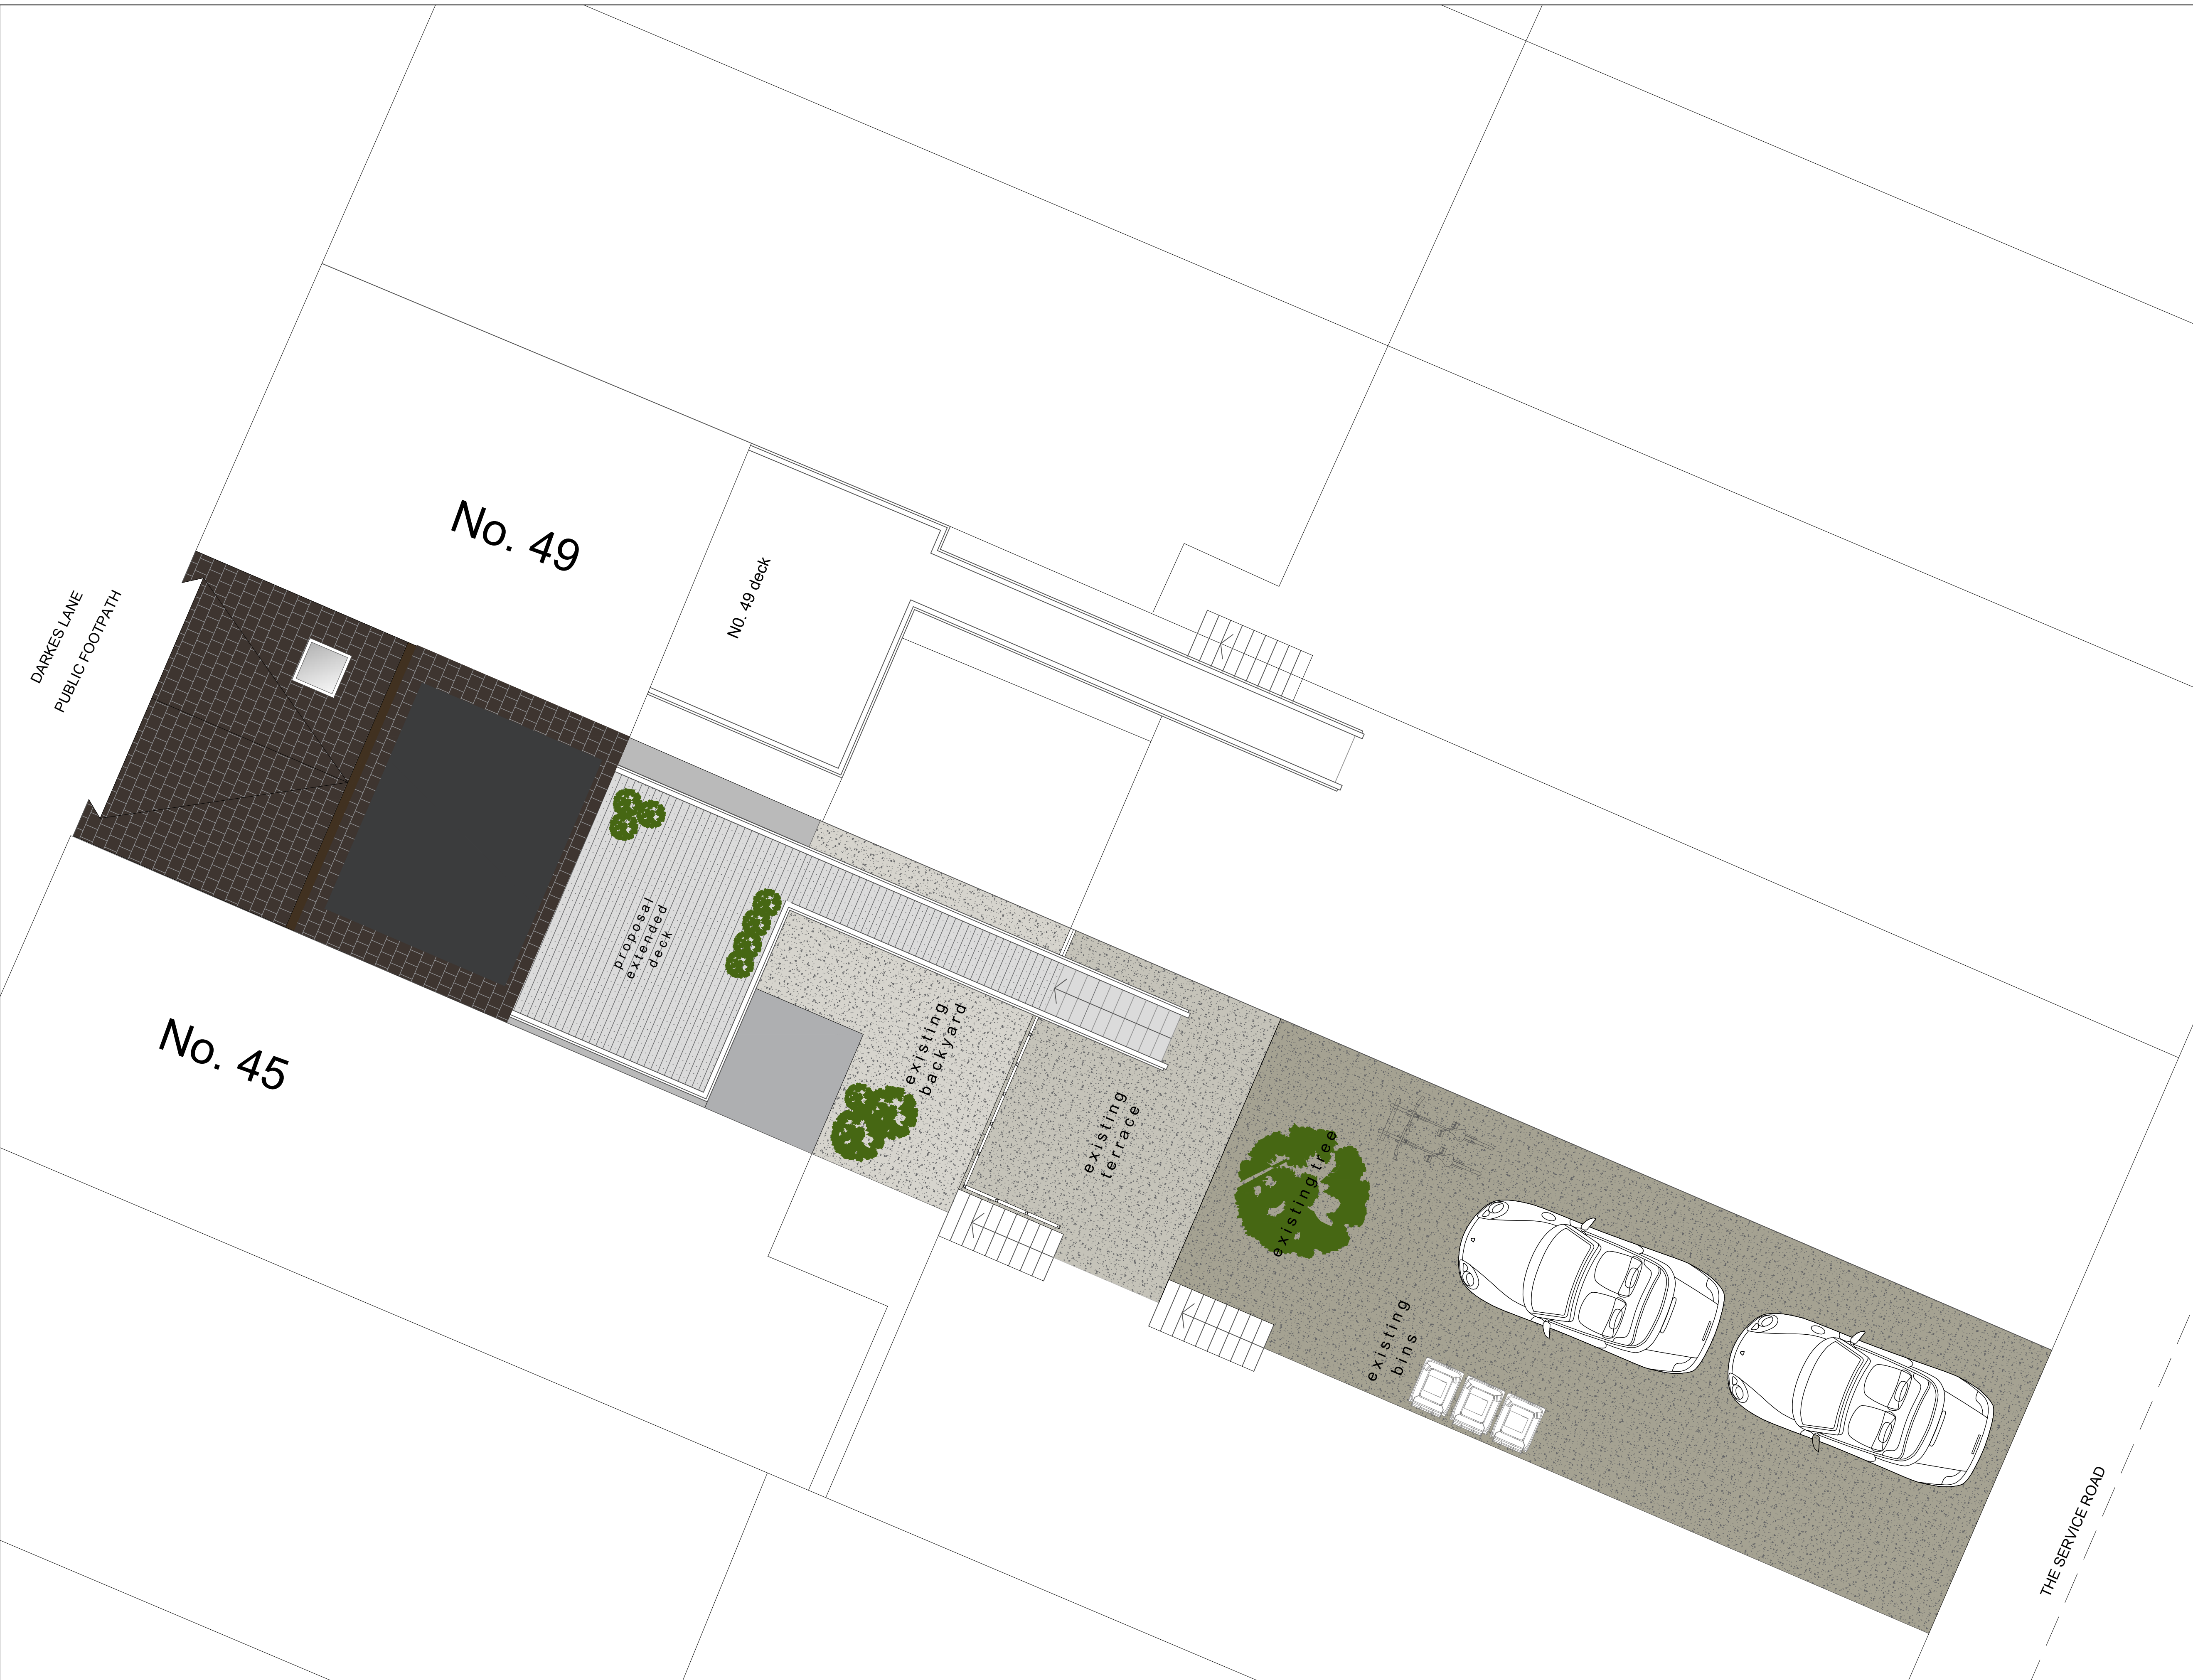 No. 49
N0. 49 deck
DARKES LANE
PUBLIC FOOTPATH
proposal
extended
deck
No. 45
existing
backyard
existing
terrace
existing tree
existing
bins
THE SERVICE ROAD